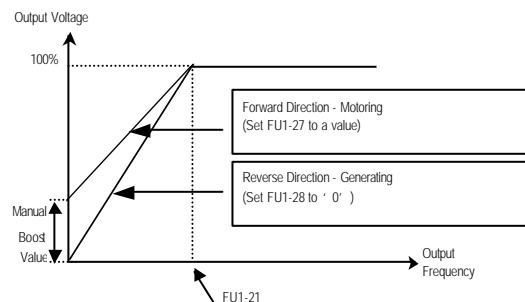 Output Voltage
100%
Forward Direction - Motoring
(Set FU1-27 to a value)
Reverse Direction - Generating
(Set FU1-28 to ‘ 0’ )
Manual
Boost
Value
Output
Frequency
FU1-21